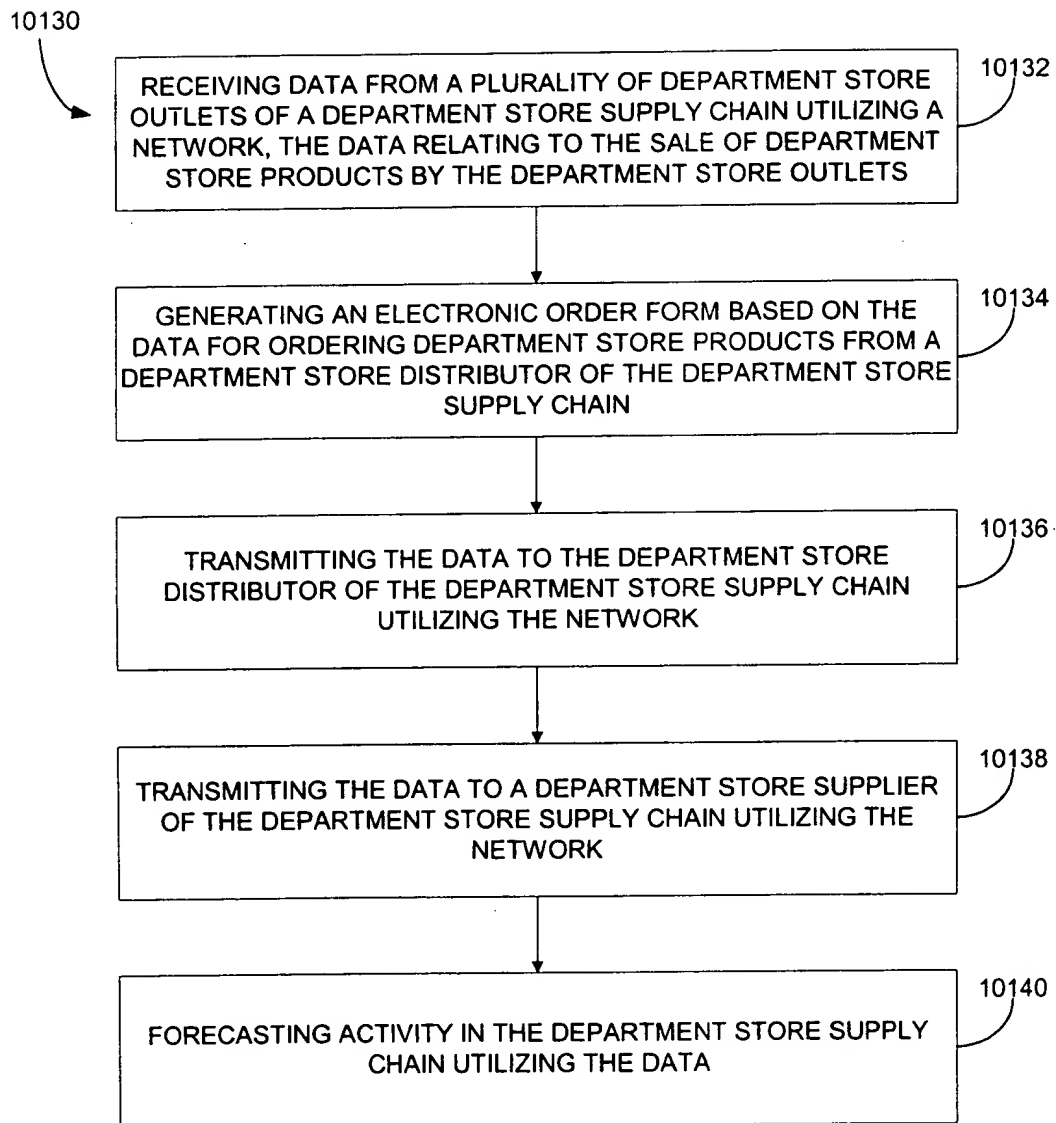 10130
10132
RECEIVING DATA FROM A PLURALITY OF DEPARTMENT STORE
OUTLETS OF A DEPARTMENT STORE SUPPLY CHAIN UTILIZING A
NETWORK, THE DATA RELATING TO THE SALE OF DEPARTMENT
STORE PRODUCTS BY THE DEPARTMENT STORE OUTLETS
10134
GENERATING AN ELECTRONIC ORDER FORM BASED ON THE
DATA FOR ORDERING DEPARTMENT STORE PRODUCTS FROM A
DEPARTMENT STORE DISTRIBUTOR OF THE DEPARTMENT STORE
SUPPLY CHAIN
10136
TRANSMITTING THE DATA TO THE DEPARTMENT STORE
DISTRIBUTOR OF THE DEPARTMENT STORE SUPPLY CHAIN
UTILIZING THE NETWORK
10138
TRANSMITTING THE DATA TO A DEPARTMENT STORE SUPPLIER
OF THE DEPARTMENT STORE SUPPLY CHAIN UTILIZING THE
NETWORK
10140
FORECASTING ACTIVITY IN THE DEPARTMENT STORE SUPPLY
CHAIN UTILIZING THE DATA